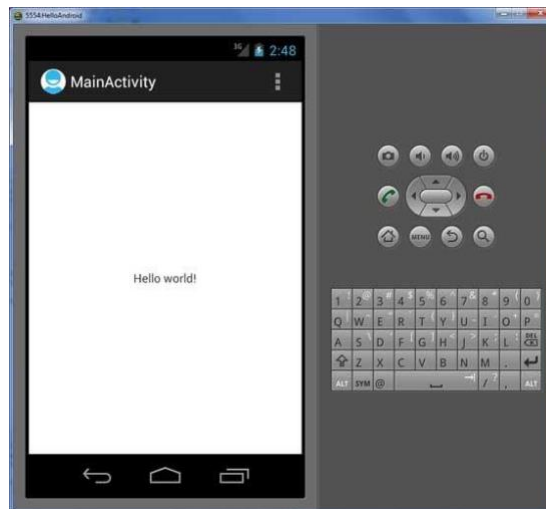 5554:HelloAndroid
3G 2:48
MainActivity
Hello world!
MENU
1 ! 2 @ 3 # 4 $ 5 % 6 ^ 7 & 8 * 9 ( 0 )
Q W E R T Y U I O P
A S D F G H J K L DEL
Z X C V B N M .
ALT SYM @ / ? , ALT